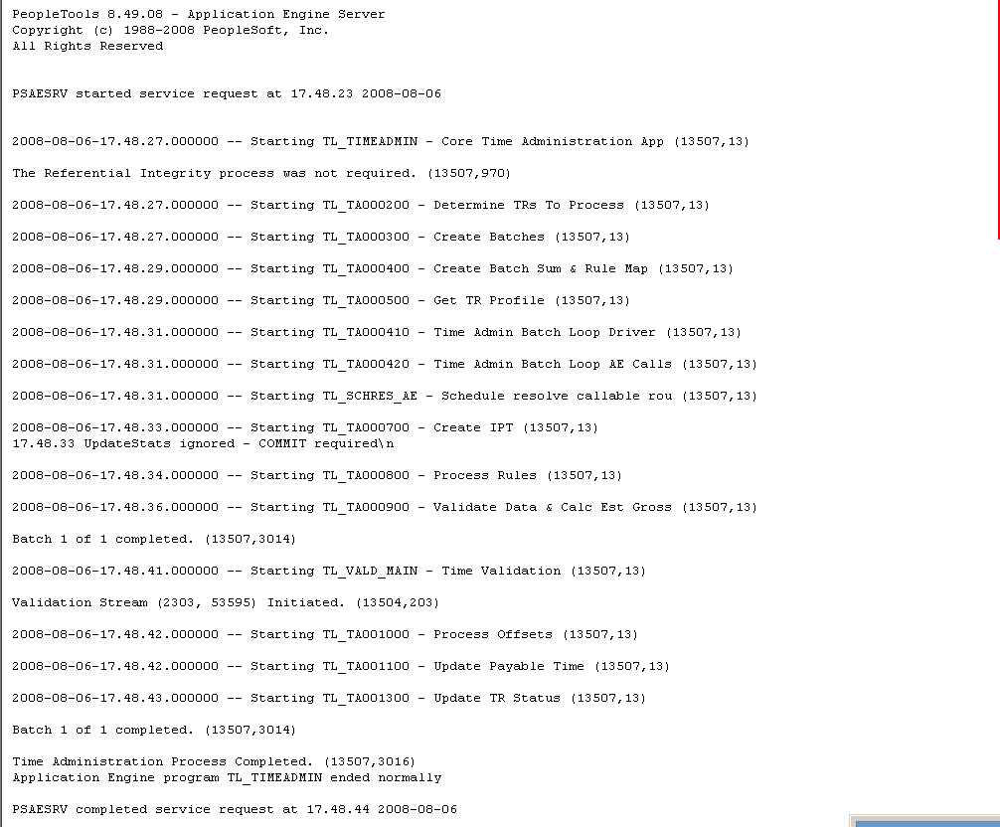 PeopleTools 8.49.08 - Application Engine Server
Copyright (c) 1988-2008 PeopleSoft, Inc.
All Rights Reserved
PSAESRV started service request at 17.48.23 2008-08-06
2008-08-06-17.48.27.000000 -- Starting TL_TIMEADMIN - Core Time Administration App (13507,13)
The Referential Integrity process was not required. (13507,970)
2008-08-06-17.48.27.000000 -- Starting TL_TA000200 - Determine TRs To Process (13507,13)
2008-08-06-17.48.27.000000 -- Starting TL_TA000300 - Create Batches (13507,13)
2008-08-06-17.48.29.000000 -- Starting TL_TA000400 - Create Batch Sum & Rule Map (13507,13)
2008-08-06-17.48.29.000000 -- Starting TL_TA000500 - Get TR Profile (13507,13)
2008-08-06-17.48.31.000000 -- Starting TL_TA000410 - Time Admin Batch Loop Driver (13507,13)
2008-08-06-17.48.31.000000 -- Starting TL_TA000420 - Time Admin Batch Loop AE Calls (13507,13)
2008-08-06-17.48.31.000000 -- Starting TL_SCHRES_AE - Schedule resolve callable rou (13507,13)
2008-08-06-17.48.33.000000 -- Starting TL_TA000700 - Create IPT (13507,13)
17.48.33 UpdateStats ignored - COMMIT required\n
2008-08-06-17.48.34.000000 -- Starting TL_TA000800 - Process Rules (13507,13)
2008-08-06-17.48.36.000000 -- Starting TL_TA000900 - Validate Data & Calc Est Gross (13507,13)
Batch 1 of 1 completed. (13507,3014)
2008-08-06-17.48.41.000000 -- Starting TL_VALD_MAIN - Time Validation (13507,13)
Validation Stream (2303, 53595) Initiated. (13504,203)
2008-08-06-17.48.42.000000 -- Starting TL_TA001000 - Process Offsets (13507,13)
2008-08-06-17.48.42.000000 -- Starting TL_TA001100 - Update Payable Time (13507,13)
2008-08-06-17.48.43.000000 -- Starting TL_TA001300 - Update TR Status (13507,13)
Batch 1 of 1 completed. (13507,3014)
Time Administration Process Completed. (13507,3016)
Application Engine program TL_TIMEADMIN ended normally
PSAESRV completed service request at 17.48.44 2008-08-06